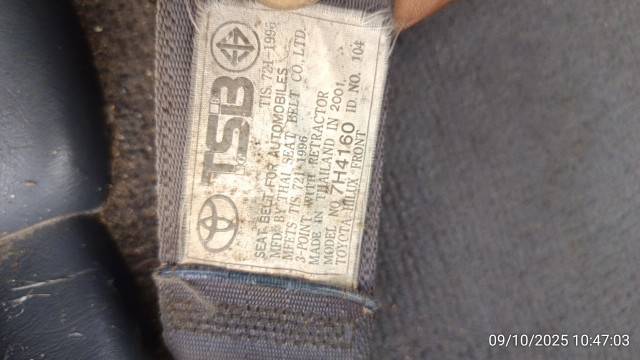 TSB
TIS. 721-1996
SEAT BELT FOR AUTOMOBILES
MFD BY THAI SEAT BELT CO.,LTD.
MEETS TIS. 721-1996
3-POINT WITH RETRACTOR
MADE IN THAILAND IN 2001
MODEL NO. 7H4160 ID NO. 104
TOYOTA HILUX FRONT
09/10/2025 10:47:03